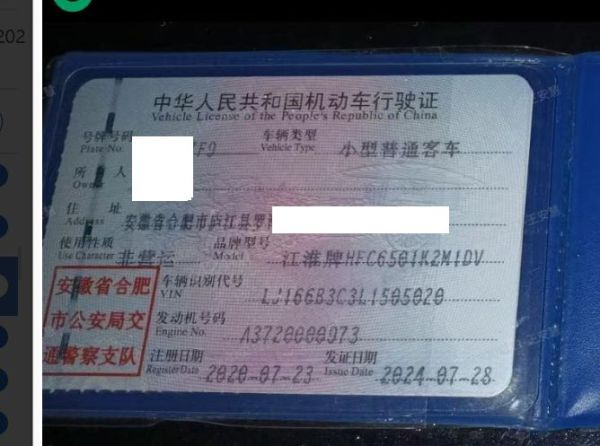 202
中华人民共和国机动车行驶证
Vehicle License of the People's Republic of China
号牌号码 F9 车辆类型 小型普通客车
Plate No. Vehicle Type
所有人
Owner
住址 安徽省合肥市庐江县罗
Address
使用性质 非营运 品牌型号 江淮牌HFC6501K2M1DV
Use Character Model
安徽省合肥
市公安局交
通警察支队
车辆识别代号 LJ166B3C3L1505020
VIN
发动机号码 A3720000973
Engine No.
注册日期 2020-07-23 发证日期 2024-07-28
Register Date Issue Date